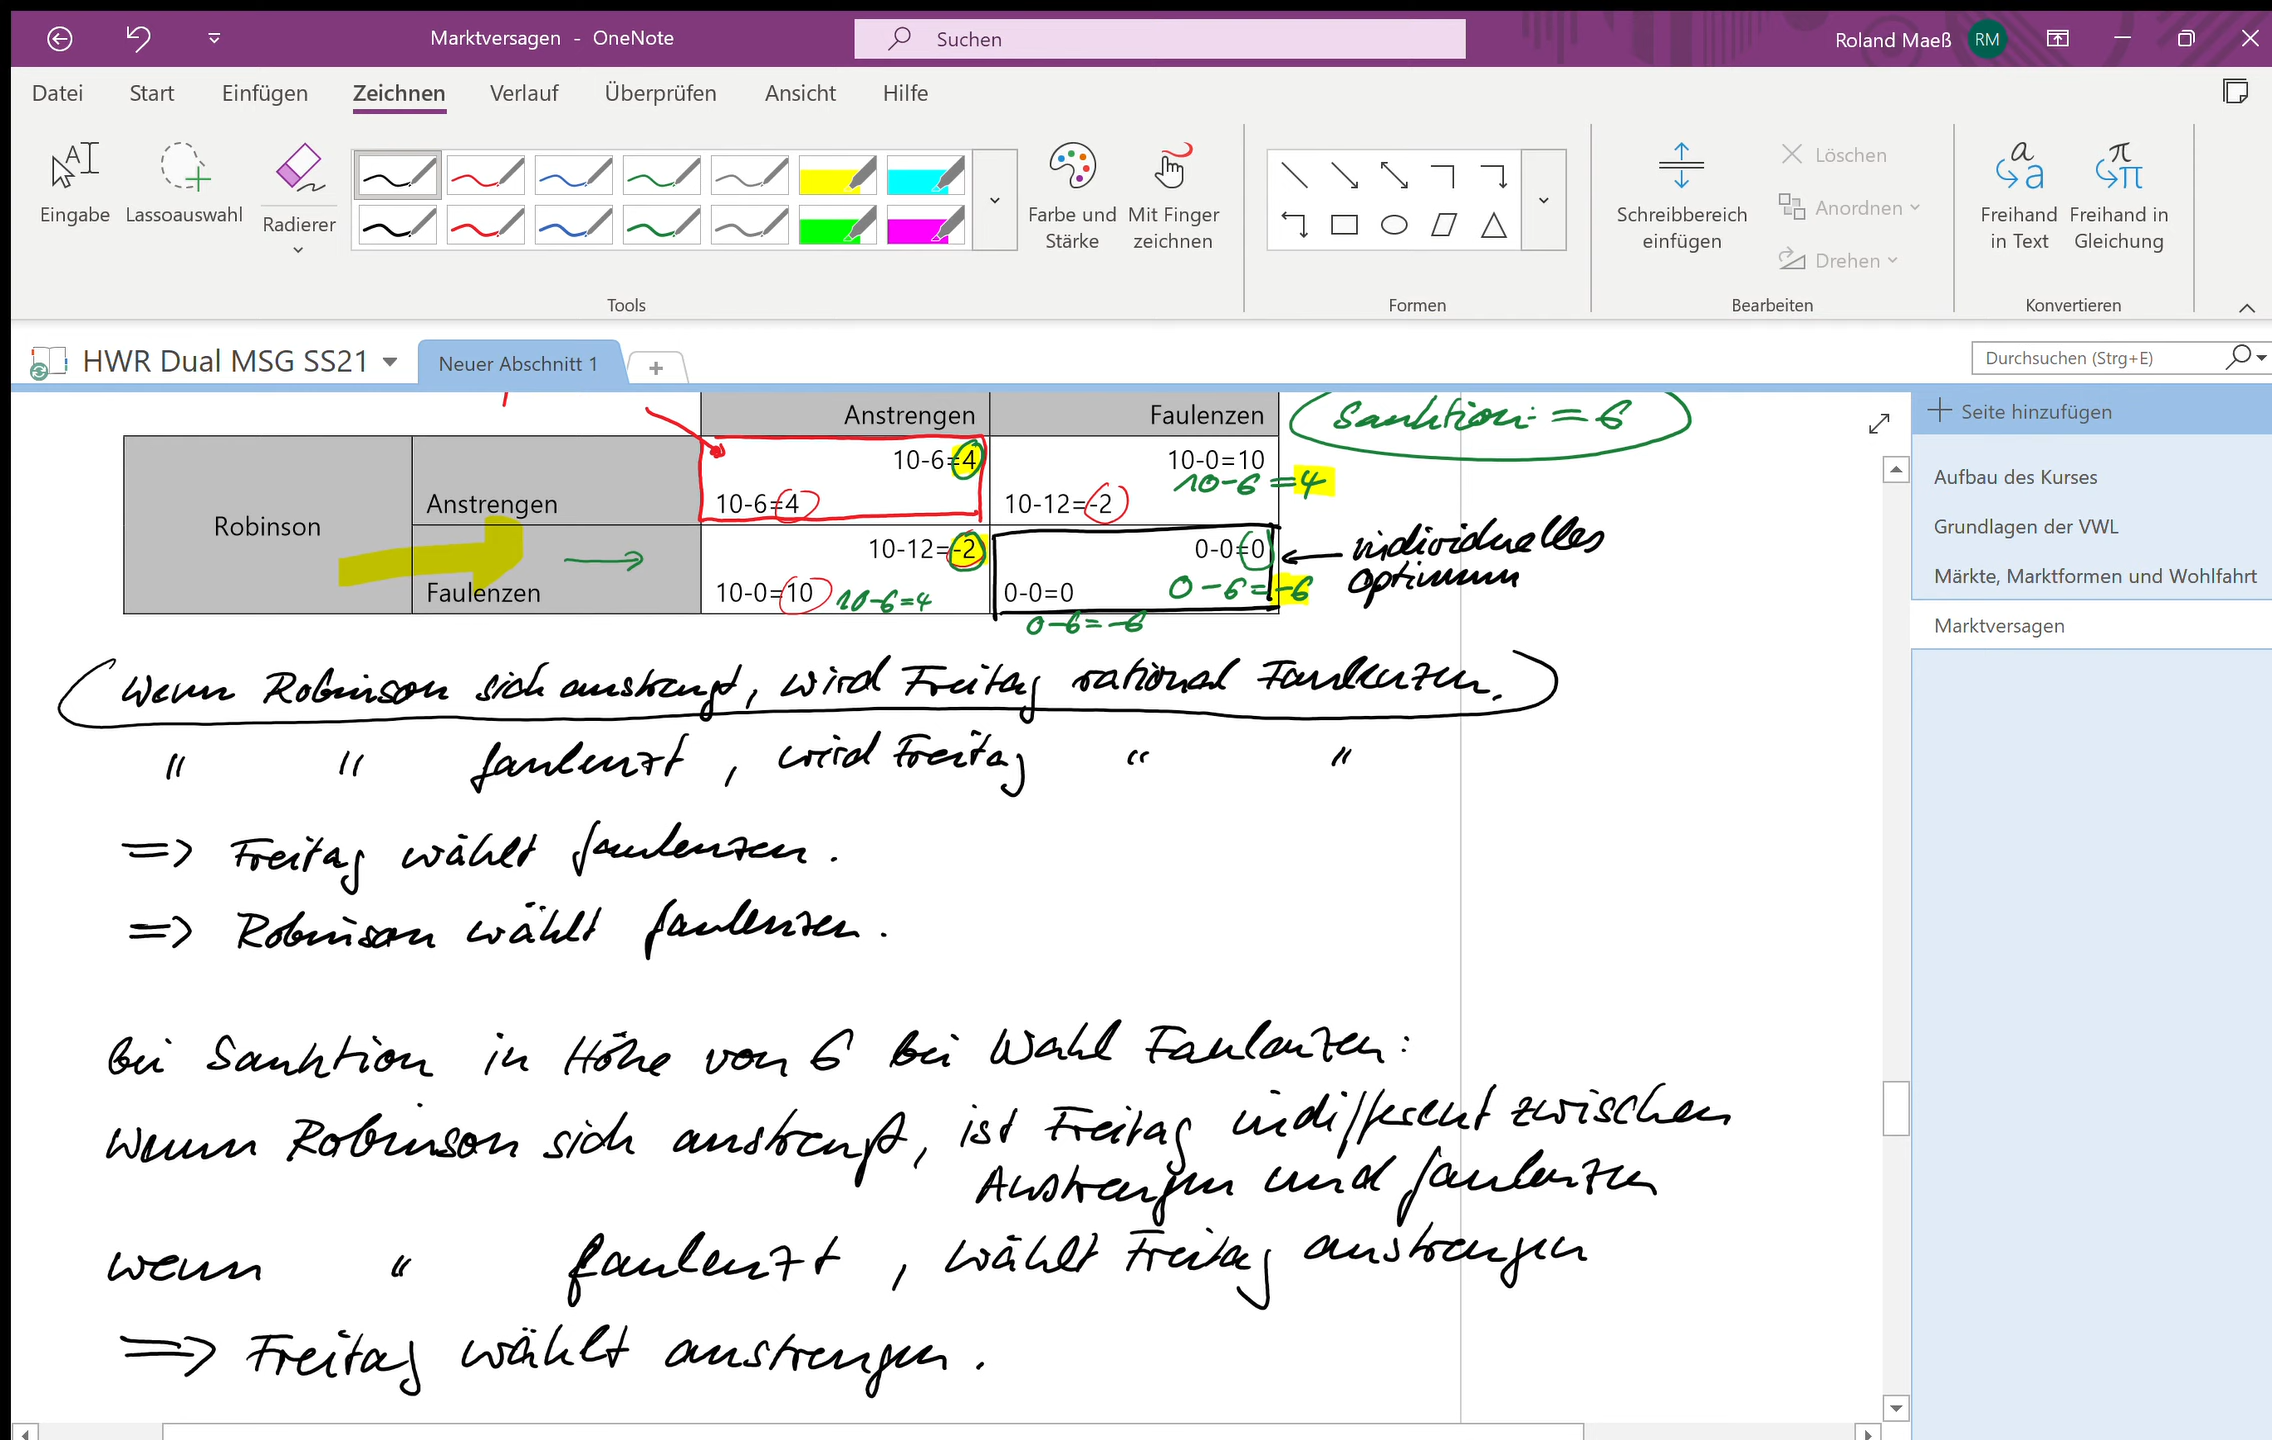 Marktversagen - OneNote
Suchen
Roland Maeß RM
Datei Start Einfügen Zeichnen Verlauf Überprüfen Ansicht Hilfe
Eingabe Lassoauswahl Radierer
Farbe und Stärke
Mit Finger zeichnen
Schreibbereich einfügen
Löschen
Anordnen
Drehen
Freihand in Text
Freihand in Gleichung
Tools Formen Bearbeiten Konvertieren
HWR Dual MSG SS21 Neuer Abschnitt 1 +
Durchsuchen (Strg+E)
Seite hinzufügen
Aufbau des Kurses
Grundlagen der VWL
Märkte, Marktformen und Wohlfahrt
Marktversagen
Anstrengen Faulenzen Sanktion: = 6
10-6=4 10-0=10
10-6=4
Robinson Anstrengen 10-6=4 10-12=-2
10-12=-2 0-0=0 individuelles
0-6=-6 optimum
Faulenzen 10-0=10 10-6=4 0-0=0
0-6=-6
Wenn Robinson sich anstrengt, wird Freitag rational Faulenzen.
" " faulenzt, wird Freitag " "
=> Freitag wählt faulenzen.
=> Robinson wählt faulenzen.
bei Sanktion in Höhe von 6 bei Wahl Faulenzen:
Wenn Robinson sich anstrengt, ist Freitag indifferent zwischen
Anstrengen und faulenzen
wenn " faulenzt, wählt Freitag anstrengen
=> Freitag wählt anstrengen.